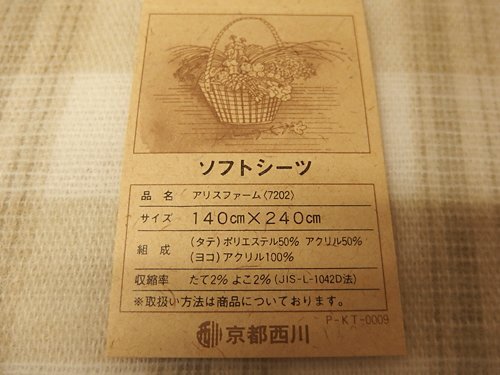 ソフトシーツ
品 名 アリスファーム〈7202〉
サイズ 140㎝×240㎝
組 成 (タテ)ポリエステル50% アクリル50%
(ヨコ)アクリル100%
収縮率 たて2% よこ2% (JIS-L-1042D法)
※取扱い方法は商品についております。
P-KT-0009
西川 京都西川